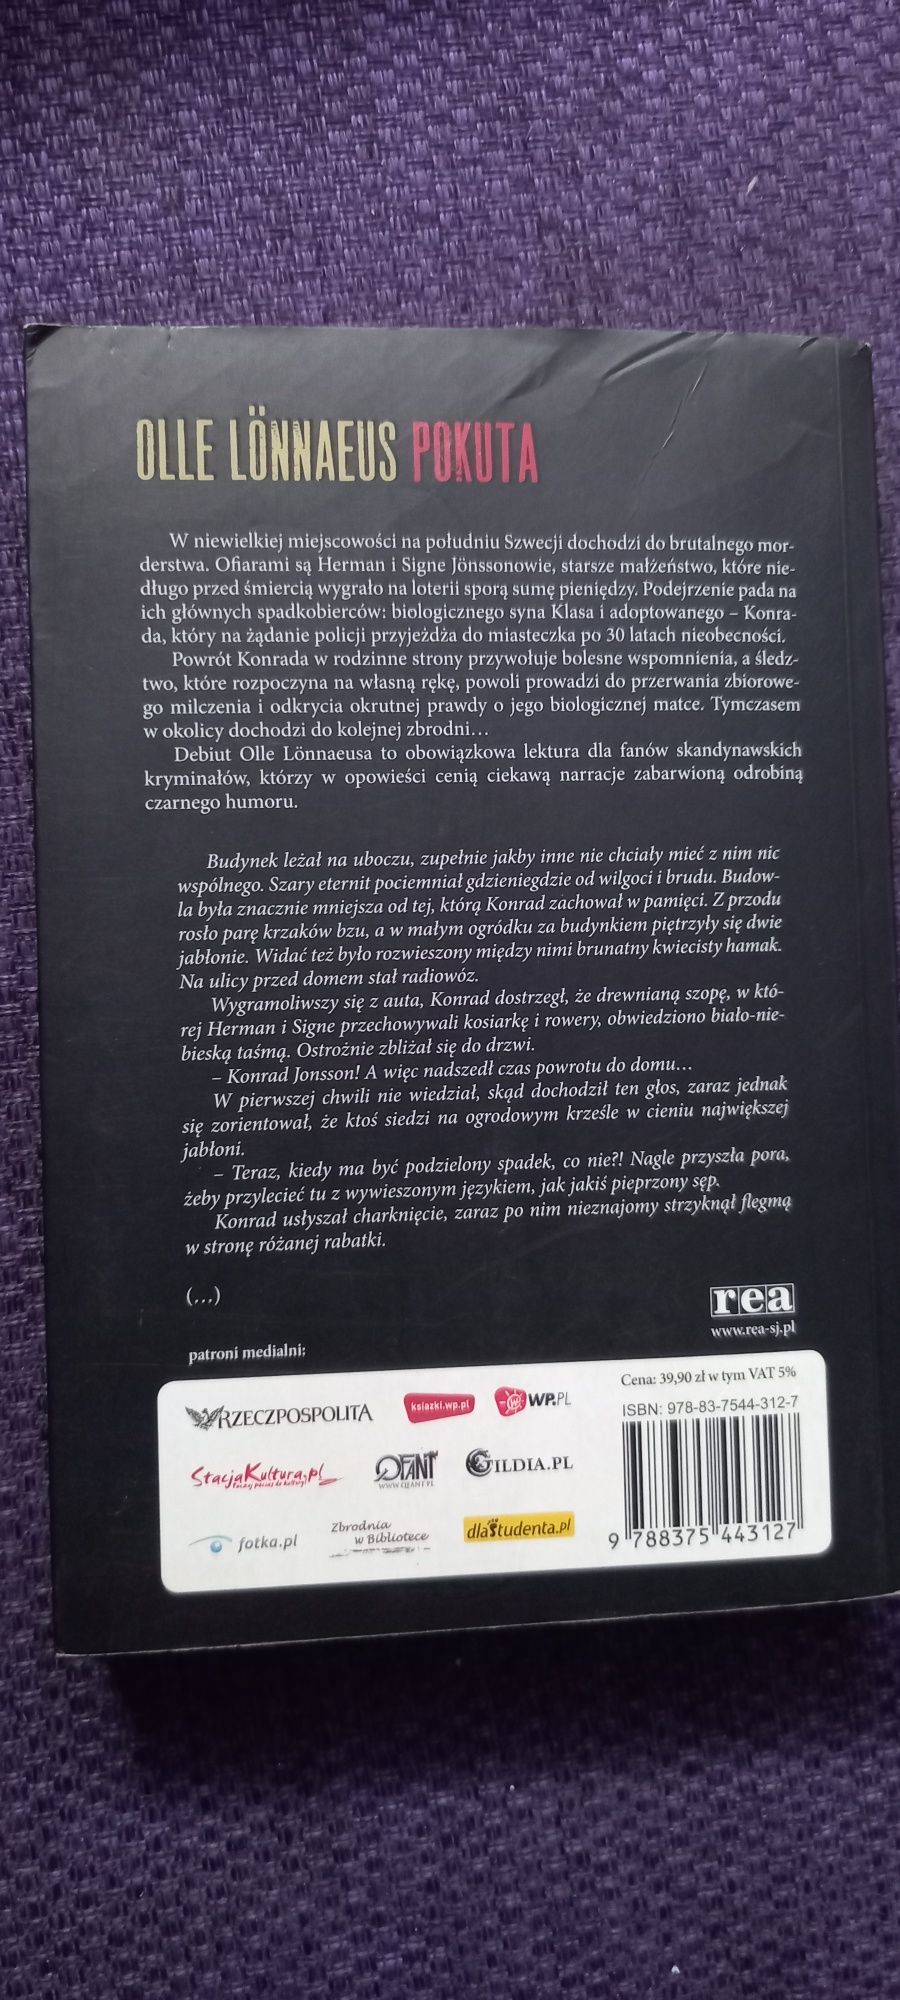 OLLE LÖNNAEUS POKUTA
W niewielkiej miejscowości na południu Szwecji dochodzi do brutalnego mor-
derstwa. Ofiarami są Herman i Signe Jönssonowie, starsze małżeństwo, które nie-
długo przed śmiercią wygrało na loterii sporą sumę pieniędzy. Podejrzenie pada na
ich głównych spadkobierców: biologicznego syna Klasa i adoptowanego – Konra-
da, który na żądanie policji przyjeżdża do miasteczka po 30 latach nieobecności.
Powrót Konrada w rodzinne strony przywołuje bolesne wspomnienia, a śledz-
two, które rozpoczyna na własną rękę, powoli prowadzi do przerwania zbiorowe-
go milczenia i odkrycia okrutnej prawdy o jego biologicznej matce. Tymczasem
w okolicy dochodzi do kolejnej zbrodni…
Debiut Olle Lönnaeusa to obowiązkowa lektura dla fanów skandynawskich
kryminałów, którzy w opowieści cenią ciekawą narracje zabarwioną odrobiną
czarnego humoru.
Budynek leżał na uboczu, zupełnie jakby inne nie chciały mieć z nim nic
wspólnego. Szary eternit pociemniał gdzieniegdzie od wilgoci i brudu. Budow-
la była znacznie mniejsza od tej, którą Konrad zachował w pamięci. Z przodu
rosło parę krzaków bzu, a w małym ogródku za budynkiem piętrzyły się dwie
jabłonie. Widać też było rozwieszony między nimi brunatny kwiecisty hamak.
Na ulicy przed domem stał radiowóz.
Wygramoliwszy się z auta, Konrad dostrzegł, że drewnianą szopę, w któ-
rej Herman i Signe przechowywali kosiarkę i rowery, obwiedziono biało-nie-
bieską taśmą. Ostrożnie zbliżał się do drzwi.
– Konrad Jonsson! A więc nadszedł czas powrotu do domu…
W pierwszej chwili nie wiedział, skąd dochodził ten głos, zaraz jednak
się zorientował, że ktoś siedzi na ogrodowym krześle w cieniu największej
jabłoni.
– Teraz, kiedy ma być podzielony spadek, co nie?! Nagle przyszła pora,
żeby przylecieć tu z wywieszonym językiem, jak jakiś pieprzony sęp.
Konrad usłyszał charknięcie, zaraz po nim nieznajomy strzyknął flegmą
w stronę różanej rabatki.
(…)
rea
www.rea-sj.pl
patroni medialni:
Cena: 39,90 zł w tym VAT 5%
RZECZPOSPOLITA
ksiazki.wp.pl
WP.PL
ISBN: 978-83-7544-312-7
StacjaKultura.pl
QFANT
WWW.QFANT.PL
GILDIA.PL
fotka.pl
Zbrodnia
w Bibliotece
dlaStudenta.pl
9 788375 443127